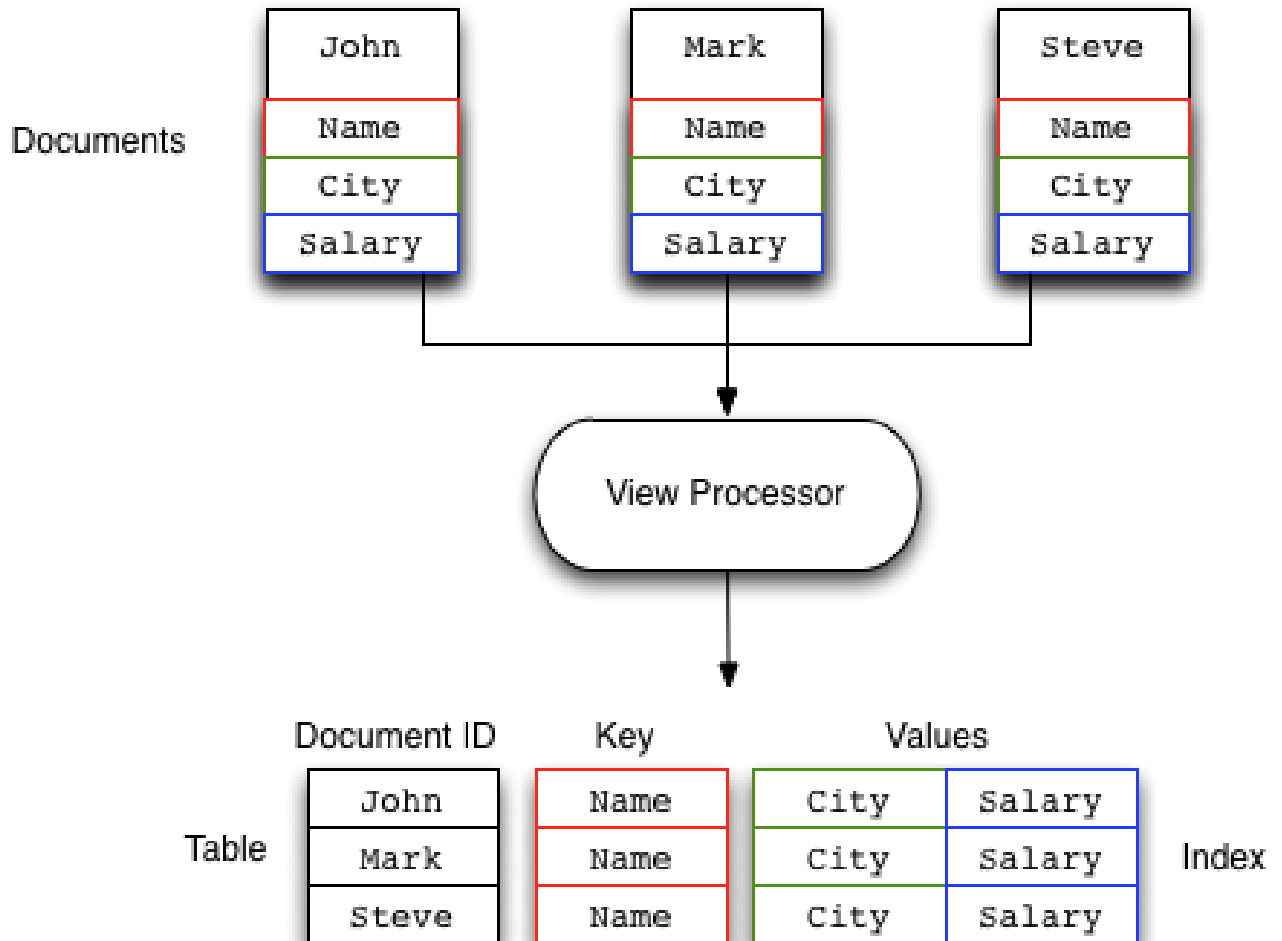 John Mark Steve
Documents
Name Name Name
City City City
Salary Salary Salary
View Processor
Document ID Key Values
Table
John Name City Salary
Mark Name City Salary
Index
Steve Name City Salary